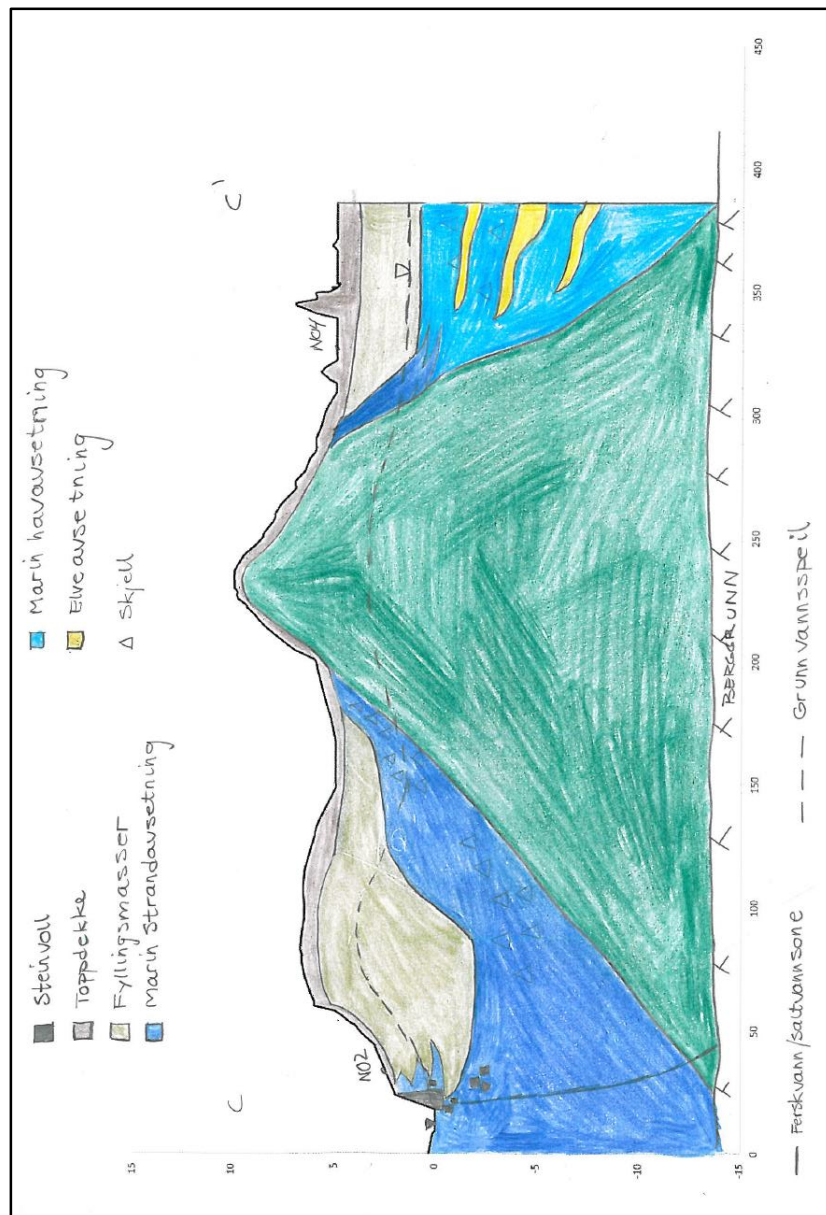 Steinvoll
Toppdekke
Fyllingsmasser
Marin strandavsetning
Marin havavsetning
Elveavsetning
Skjell
C
C'
NO2
NO4
15
10
5
0
-5
-10
-15
BERGGRUNN
0 50 100 150 200 250 300 350 400 450
Ferskvann/saltvannsone
Grunnvannsspeil